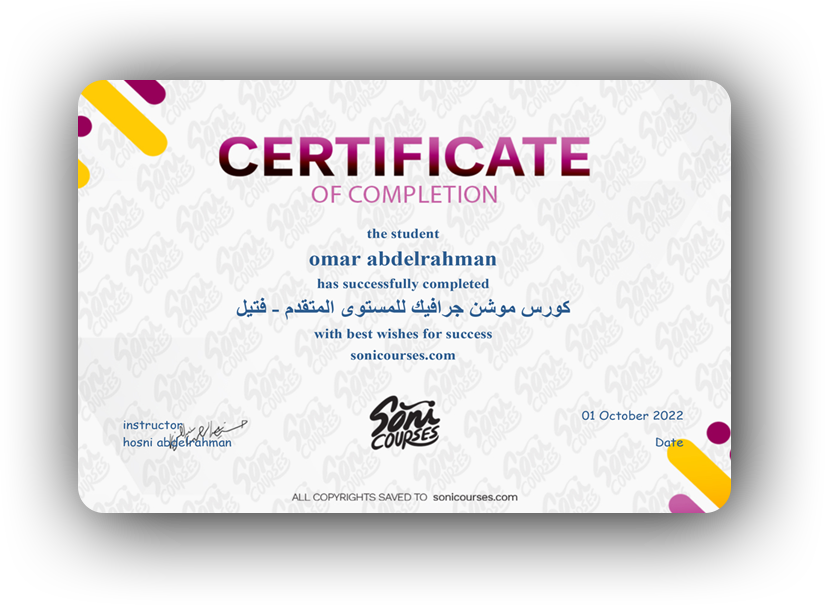 CERTIFICATE
OF COMPLETION
the student
omar abdelrahman
has successfully completed
كورس موشن جرافيك للمستوى المتقدم - فتيل
with best wishes for success
sonicourses.com
instructor
hosni abdelrahman
Soni
COURSES
01 October 2022
Date
ALL COPYRIGHTS SAVED TO sonicourses.com